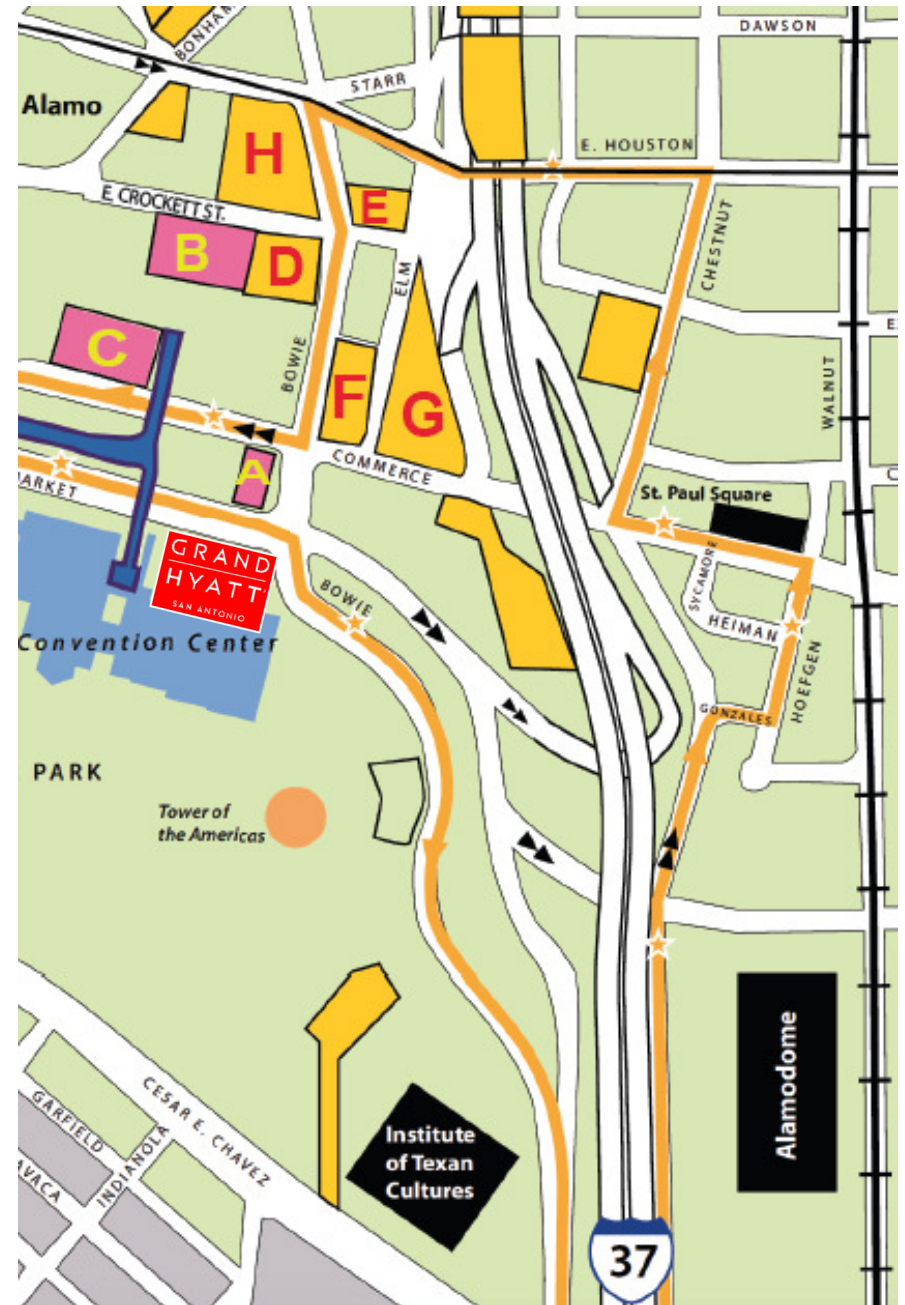 DAWSON
BONHAM
STARR
Alamo
E. HOUSTON
H
E. CROCKETT ST.
E
B
D
CHESTNUT
ELM
C
BOWIE
F
G
WALNUT
A
COMMERCE
St. Paul Square
ARKET
GRAND
HYATT
SAN ANTONIO
SYCAMORE
BOWIE
HEIMAN
Convention Center
HOEFGEN
GONZALES
PARK
Tower of
the Americas
Alamodome
CESAR E. CHAVEZ
GARFIELD
INDIANOLA
AVACA
Institute
of Texan
Cultures
37